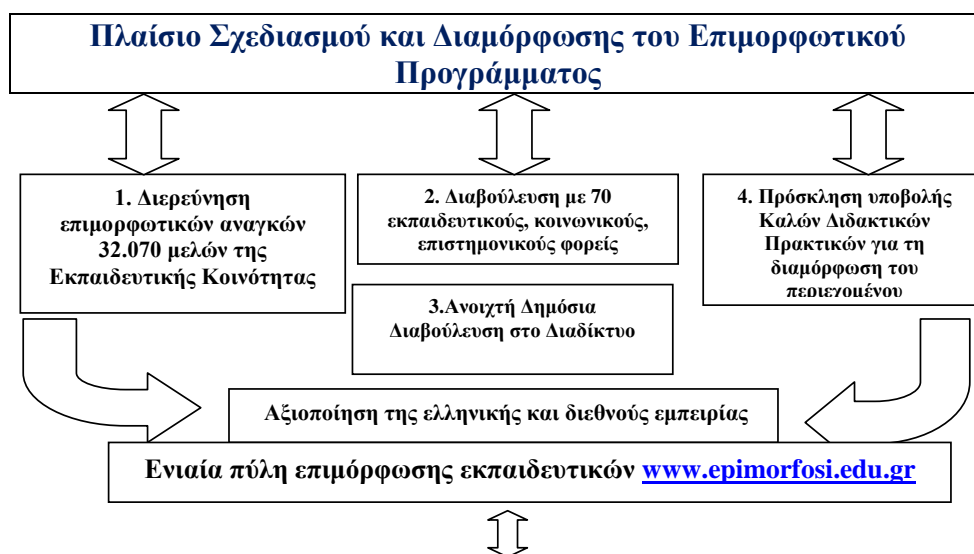 Πλαίσιο Σχεδιασμού και Διαμόρφωσης του Επιμορφωτικού
Προγράμματος
1. Διερεύνηση
επιμορφωτικών αναγκών
32.070 μελών της
Εκπαιδευτικής Κοινότητας
2. Διαβούλευση με 70
εκπαιδευτικούς, κοινωνικούς,
επιστημονικούς φορείς
3.Ανοιχτή Δημόσια
Διαβούλευση στο Διαδίκτυο
4. Πρόσκληση υποβολής
Καλών Διδακτικών
Πρακτικών για τη
διαμόρφωση του
περιεχομένου
Αξιοποίηση της ελληνικής και διεθνούς εμπειρίας
Ενιαία πύλη επιμόρφωσης εκπαιδευτικών www.epimorfosi.edu.gr